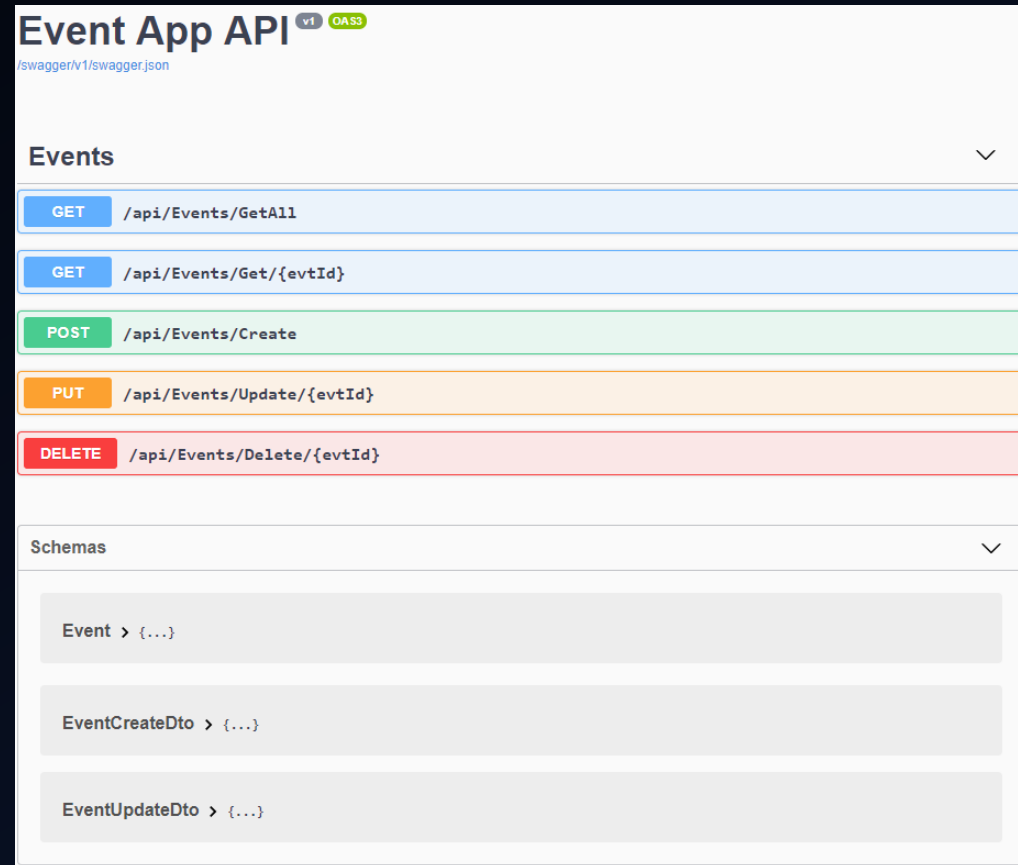 Event App API v1 OAS3
/swagger/v1/swagger.json
Events
GET /api/Events/GetAll
GET /api/Events/Get/{evtId}
POST /api/Events/Create
PUT /api/Events/Update/{evtId}
DELETE /api/Events/Delete/{evtId}
Schemas
Event > {...}
EventCreateDto > {...}
EventUpdateDto > {...}